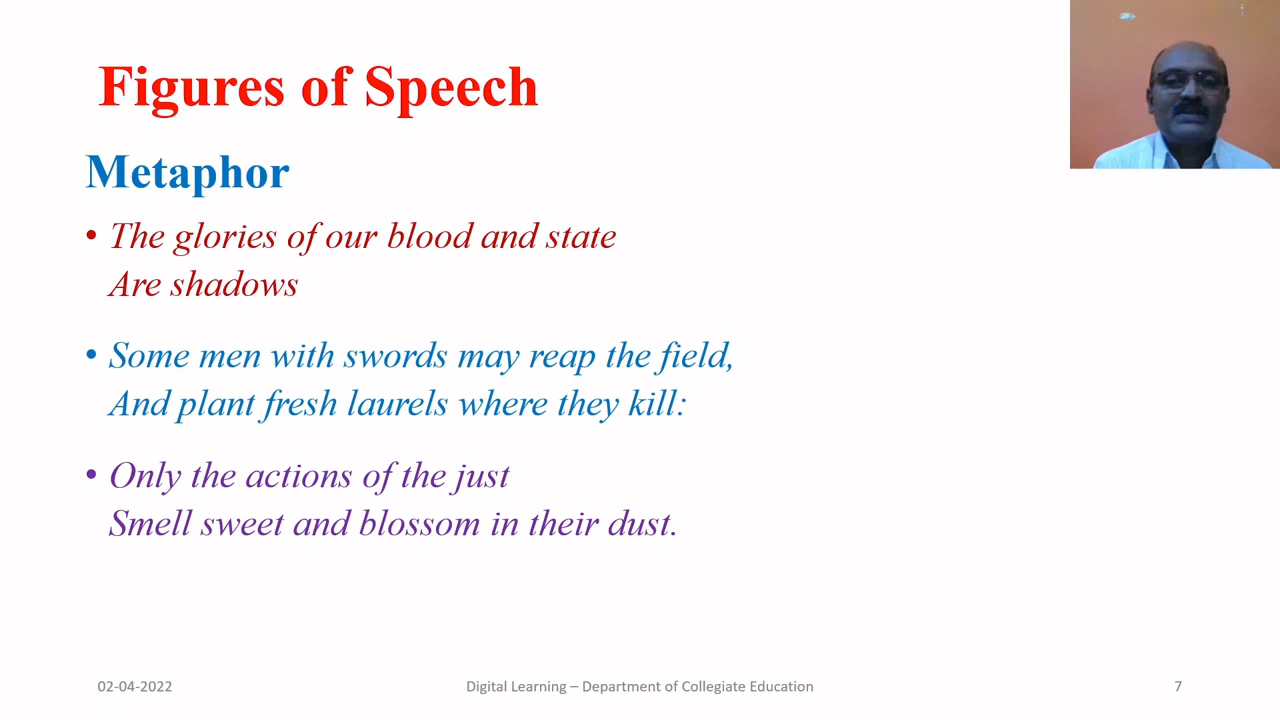 Figures of Speech
Metaphor
• The glories of our blood and state
Are shadows
• Some men with swords may reap the field,
And plant fresh laurels where they kill:
• Only the actions of the just
Smell sweet and blossom in their dust.
02-04-2022 Digital Learning – Department of Collegiate Education 7